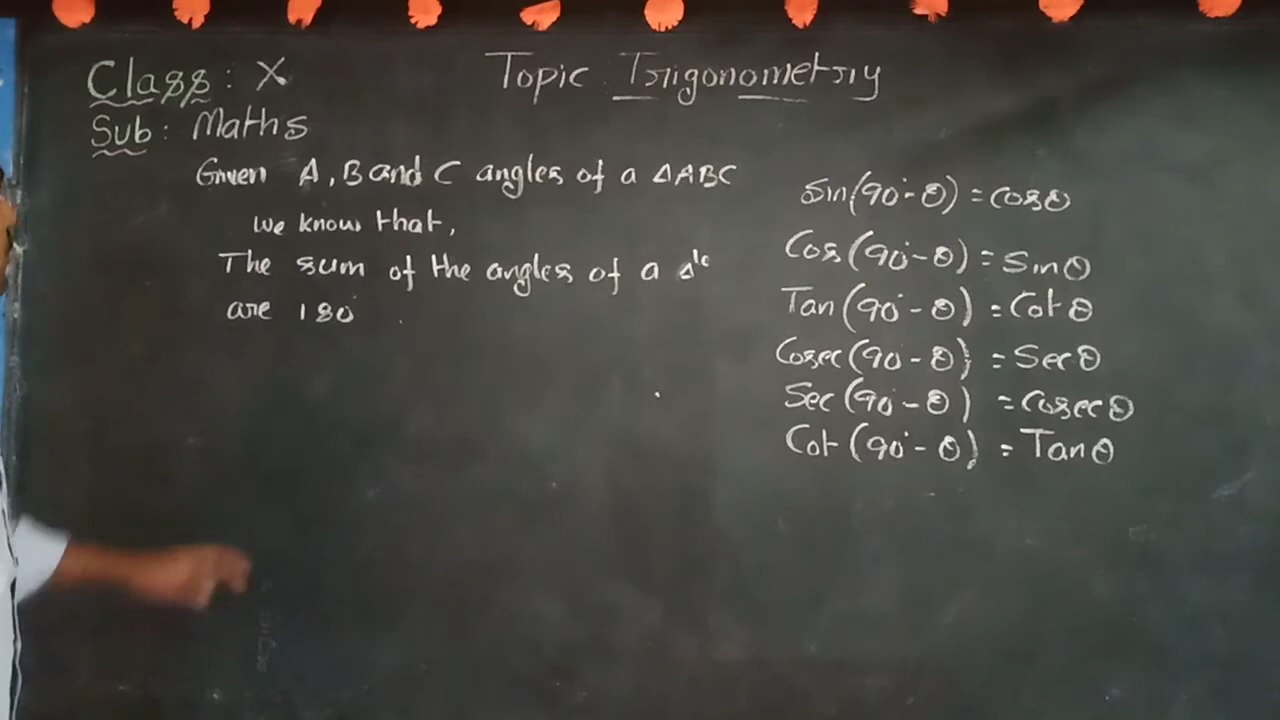 Class: X
Topic Trigonometry
Sub: Maths
Given A, B and C angles of a ΔABC
we know that,
The sum of the angles of a Δle
are 180°
Sin(90°-θ) = cosθ
Cos(90°-θ) = sinθ
Tan(90°-θ) = Cotθ
Cosec(90-θ) = Secθ
Sec(90°-θ) = Cosecθ
Cot(90°-θ) = Tanθ